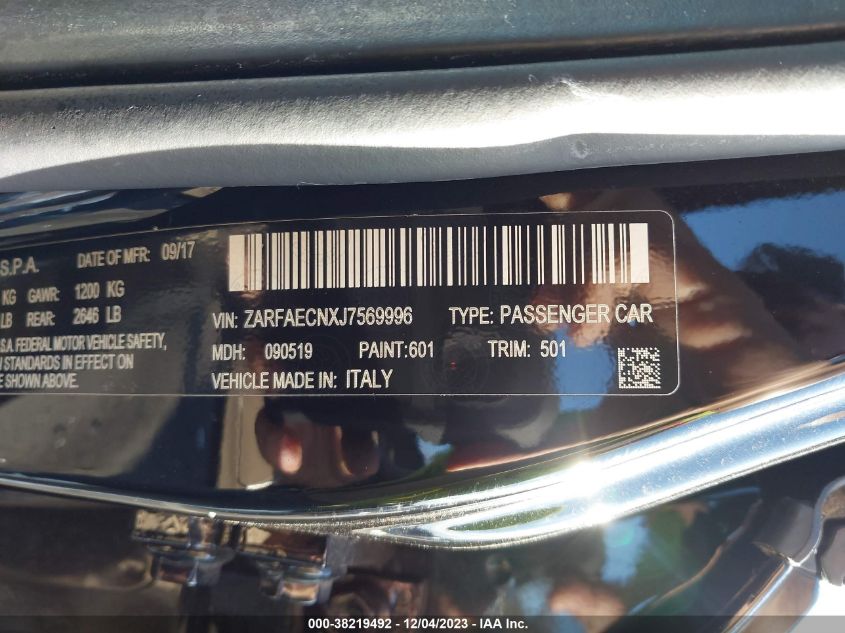 S.P.A. DATE OF MFR: 09/17
KG GAWR: 1200 KG
LB REAR: 2646 LB
S.A. FEDERAL MOTOR VEHICLE SAFETY,
STANDARDS IN EFFECT ON THE
E SHOWN ABOVE.
VIN: ZARFAECNXJ7569996 TYPE: PASSENGER CAR
MDH: 090519 PAINT:601 TRIM: 501
VEHICLE MADE IN: ITALY
000-38219492 - 12/04/2023 - IAA Inc.